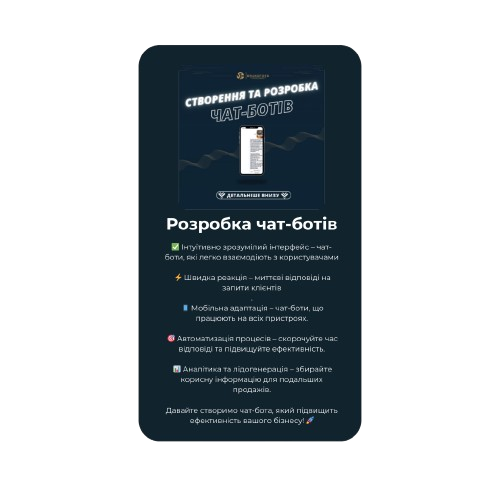 СТВОРЕННЯ ТА РОЗРОБКА
ЧАТ-БОТІВ
ДЕТАЛЬНІШЕ ВНИЗУ
Розробка чат-ботів
✅ Інтуїтивно зрозумілий інтерфейс – чат-
боти, які легко взаємодіють з користувачами
⚡ Швидка реакція – миттєві відповіді на
запити клієнтів
📱 Мобільна адаптація – чат-боти, що
працюють на всіх пристроях.
🎯 Автоматизація процесів – скорочуйте час
відповіді та підвищуйте ефективність.
📊 Аналітика та лідогенерація – збирайте
корисну інформацію для подальших
продажів.
Давайте створимо чат-бота, який підвищить
ефективність вашого бізнесу! 🚀